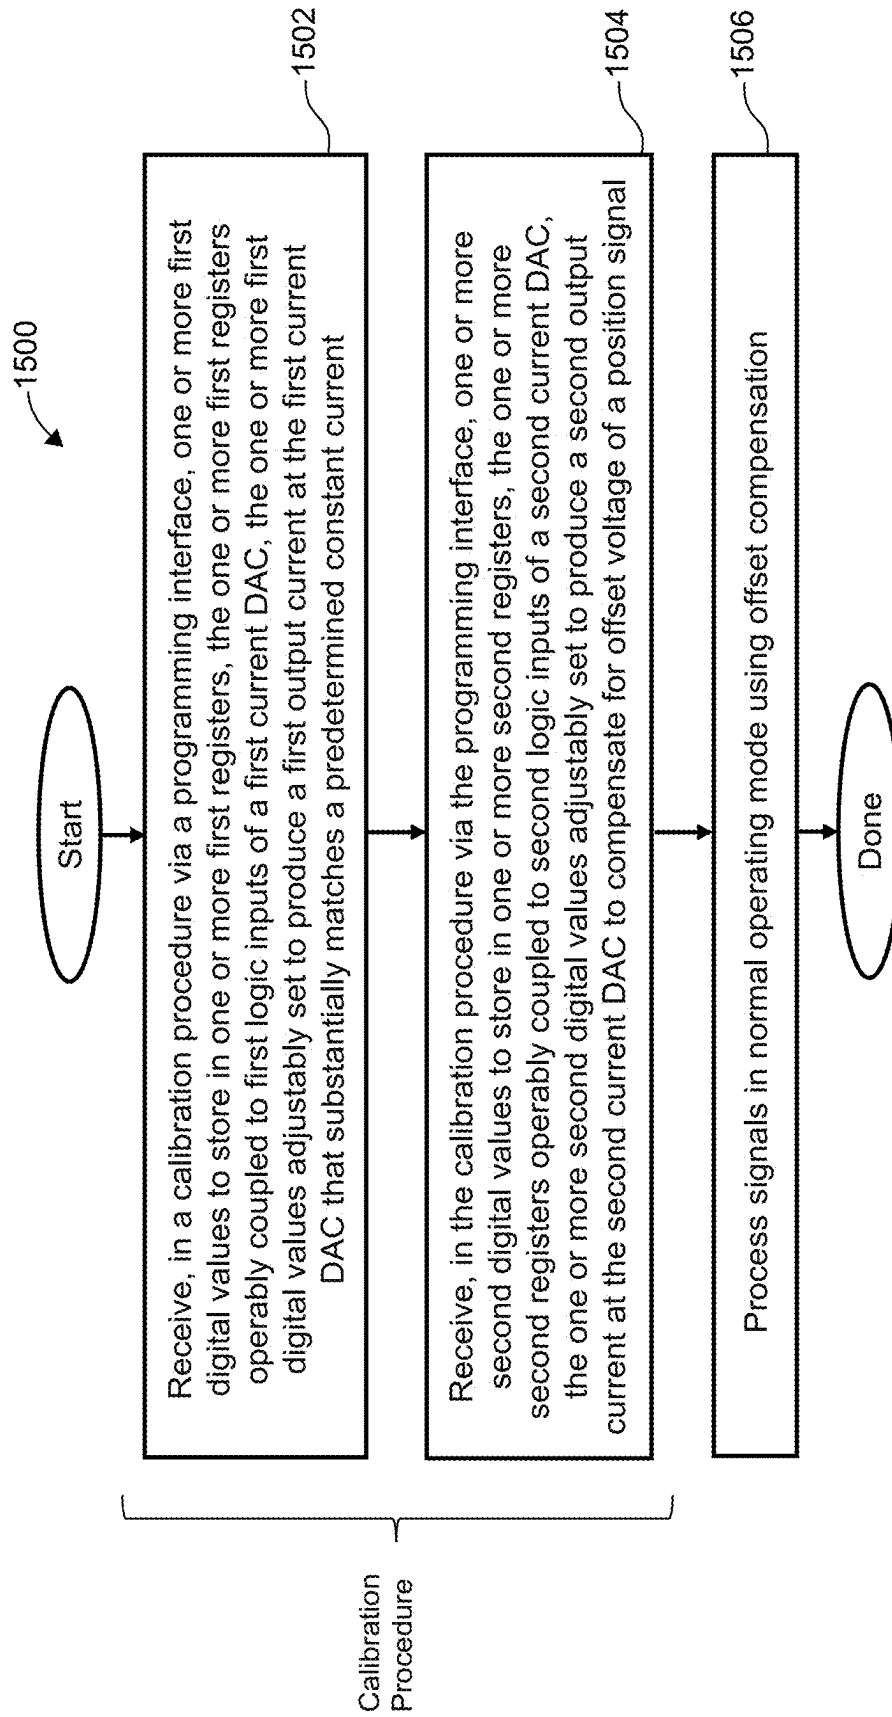 1500
Start
Receive, in a calibration procedure via a programming interface, one or more first
digital values to store in one or more first registers, the one or more first registers
operably coupled to first logic inputs of a first current DAC, the one or more first
digital values adjustably set to produce a first output current at the first current
DAC that substantially matches a predetermined constant current
1502
Calibration
Procedure
Receive, in the calibration procedure via the programming interface, one or more
second digital values to store in one or more second registers, the one or more
second registers operably coupled to second logic inputs of a second current DAC,
the one or more second digital values adjustably set to produce a second output
current at the second current DAC to compensate for offset voltage of a position signal
1504
Process signals in normal operating mode using offset compensation
1506
Done